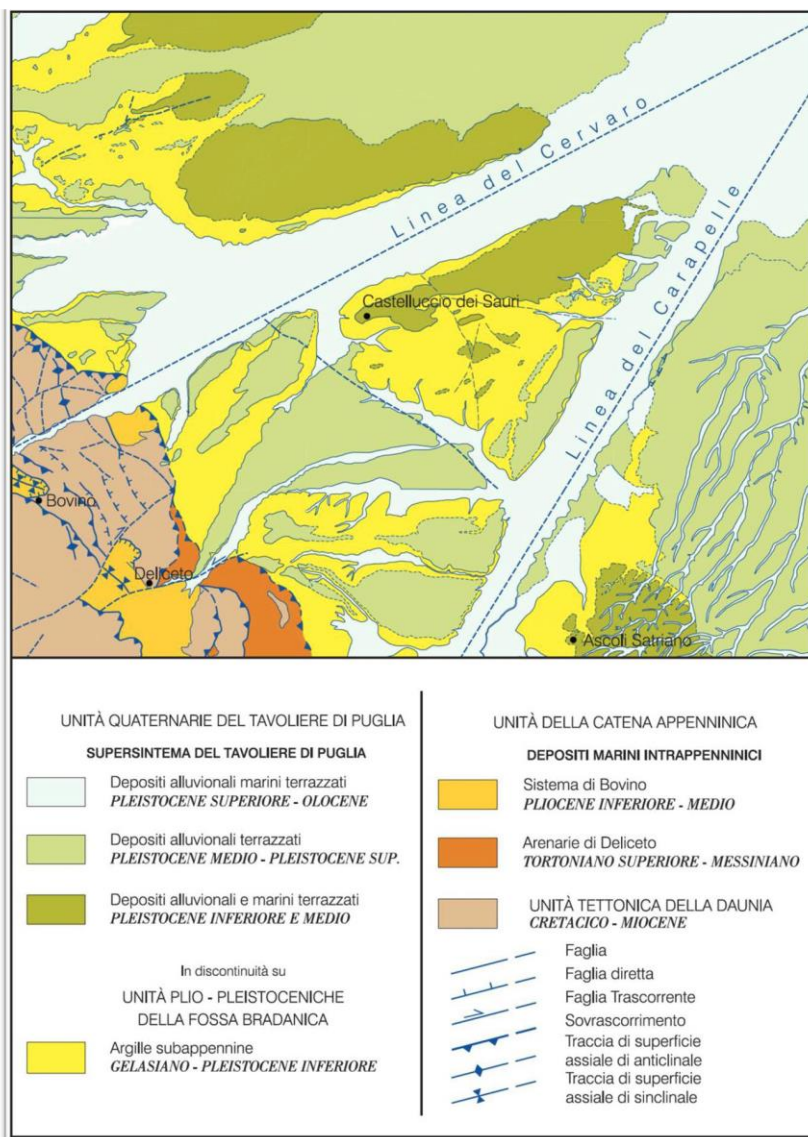 Linea del Cervaro
Linea del Carapelle
Castelluccio dei Sauri
Bovino
Deliceto
Ascoli Satriano
UNITÀ QUATERNARIE DEL TAVOLIERE DI PUGLIA
SUPERSINTEMA DEL TAVOLIERE DI PUGLIA
Depositi alluvionali marini terrazzati
PLEISTOCENE SUPERIORE - OLOCENE
Depositi alluvionali terrazzati
PLEISTOCENE MEDIO - PLEISTOCENE SUP.
Depositi alluvionali e marini terrazzati
PLEISTOCENE INFERIORE E MEDIO
In discontinuità su
UNITÀ PLIO - PLEISTOCENICHE
DELLA FOSSA BRADANICA
Argille subappennine
GELASIANO - PLEISTOCENE INFERIORE
UNITÀ DELLA CATENA APPENNINICA
DEPOSITI MARINI INTRAPPENNINICI
Sistema di Bovino
PLIOCENE INFERIORE - MEDIO
Arenarie di Deliceto
TORTONIANO SUPERIORE - MESSINIANO
UNITÀ TETTONICA DELLA DAUNIA
CRETACICO - MIOCENE
Faglia
Faglia diretta
Faglia Trascorrente
Sovrascorrimento
Traccia di superficie
assiale di anticlinale
Traccia di superficie
assiale di sinclinale